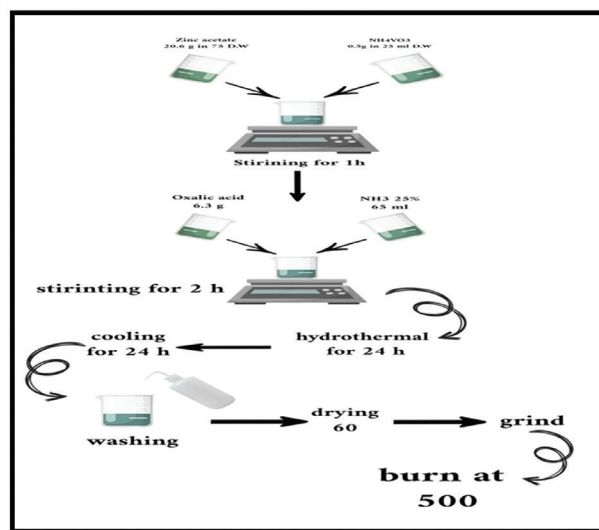 Zinc acetate
20.6 g in 75 D.W
NH4VO3
0.5g in 25 ml D.W
Stirining for 1h
Oxalic acid
6.3 g
NH3 25%
65 ml
stirinting for 2 h
hydrothermal
for 24 h
cooling
for 24 h
washing
drying
60
grind
burn at
500